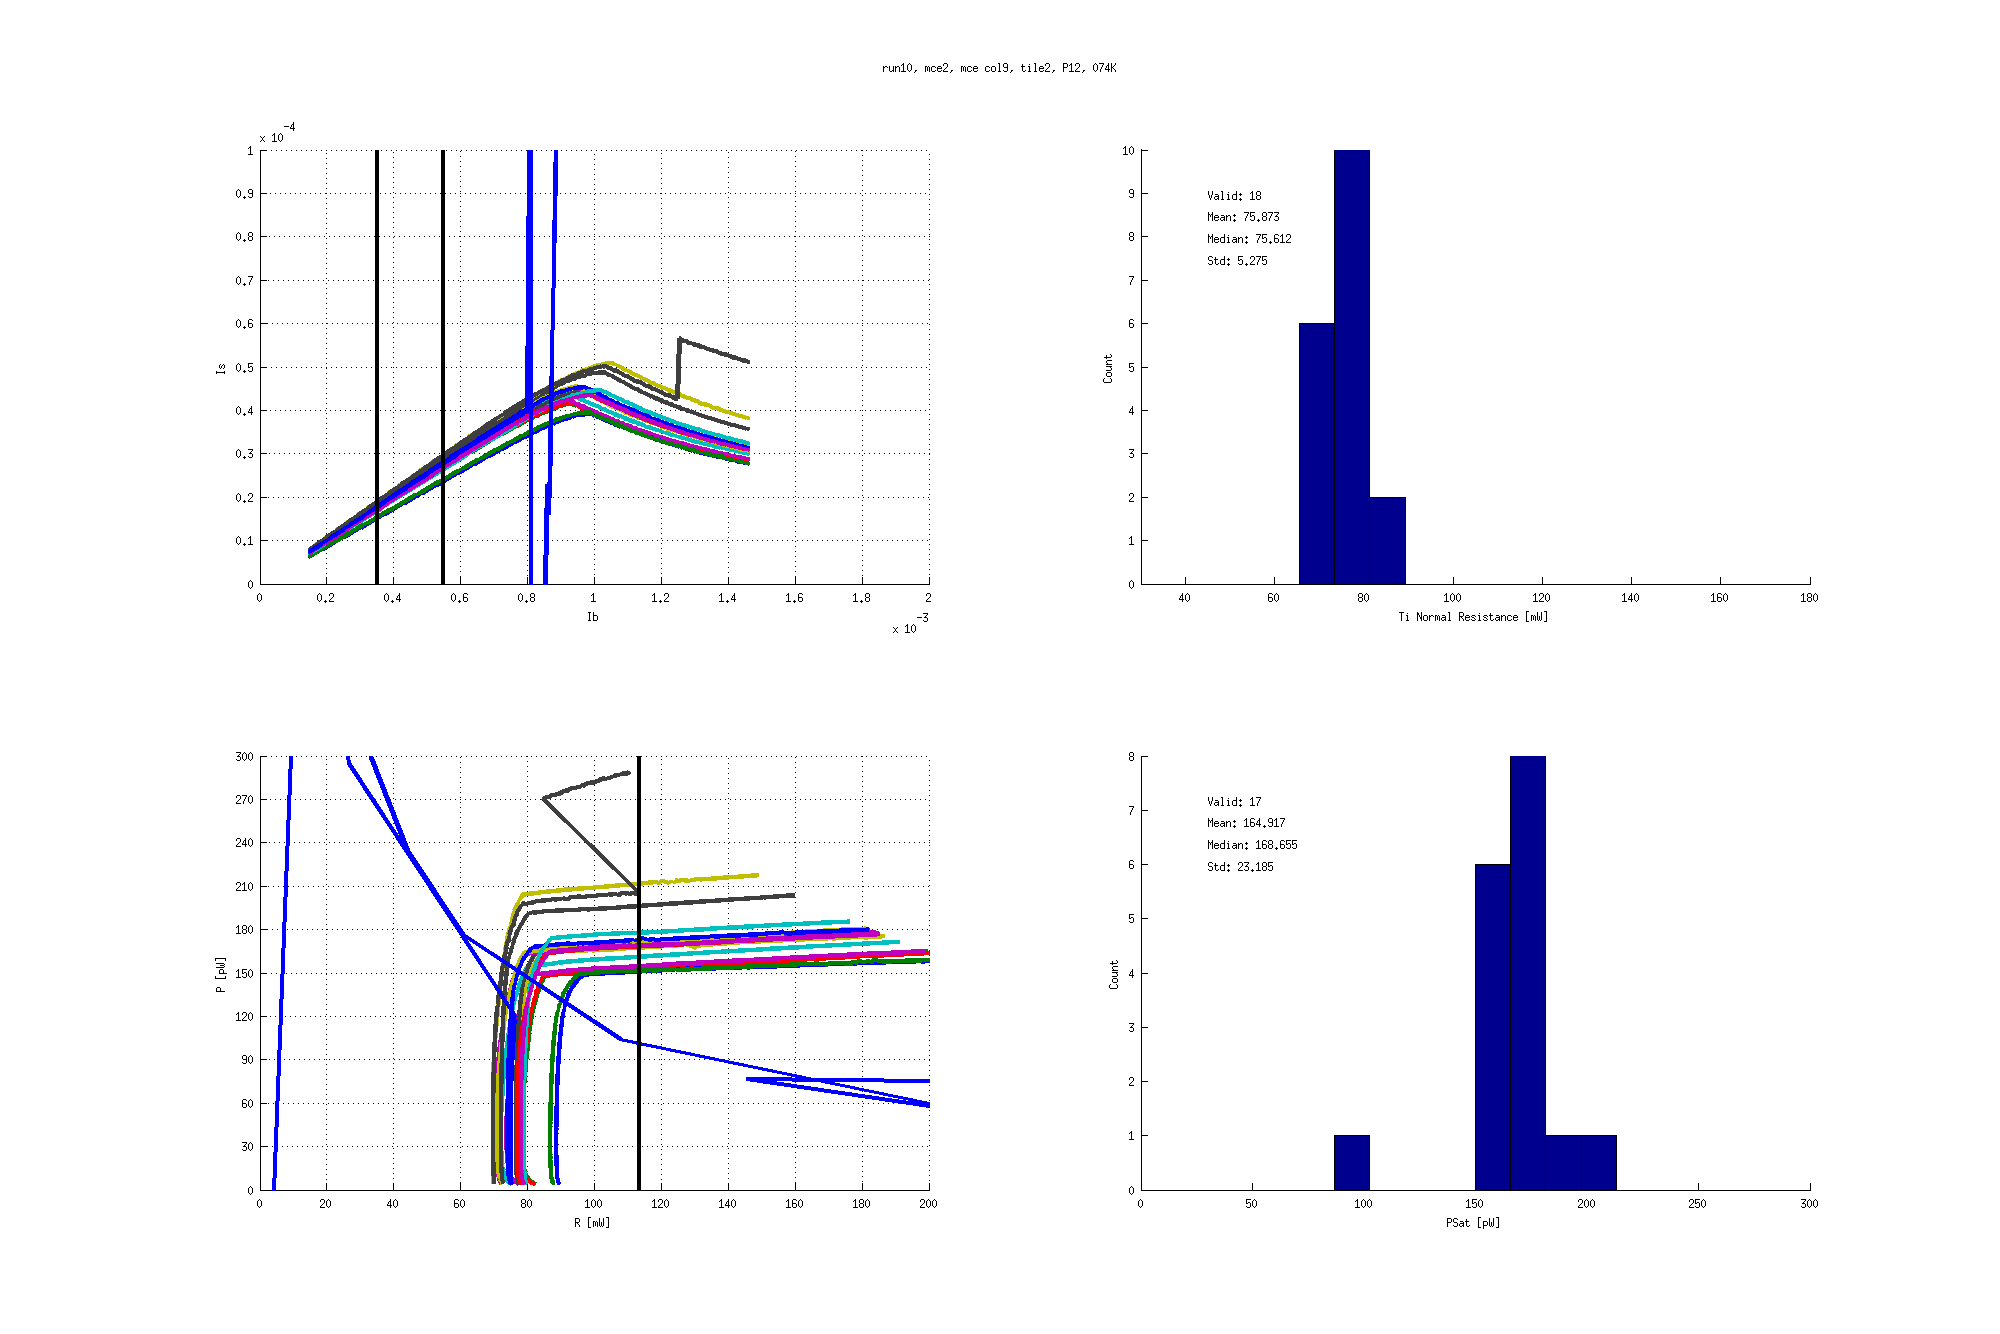 run10, mce2, mce col9, tile2, P12, 074K
x 10
-4
1
0.9
0.8
0.7
0.6
0.5
0.4
0.3
0.2
0.1
0
Is
0 0.2 0.4 0.6 0.8 1 1.2 1.4 1.6 1.8 2
Ib
x 10
-3
10
9
8
7
6
5
4
3
2
1
0
Count
Valid: 18
Mean: 75.873
Median: 75.612
Std: 5.275
40 60 80 100 120 140 160 180
Ti Normal Resistance [mW]
300
270
240
210
180
150
120
90
60
30
0
P [pW]
0 20 40 60 80 100 120 140 160 180 200
R [mW]
8
7
6
5
4
3
2
1
0
Count
Valid: 17
Mean: 164.917
Median: 168.655
Std: 23.185
0 50 100 150 200 250 300
PSat [pW]